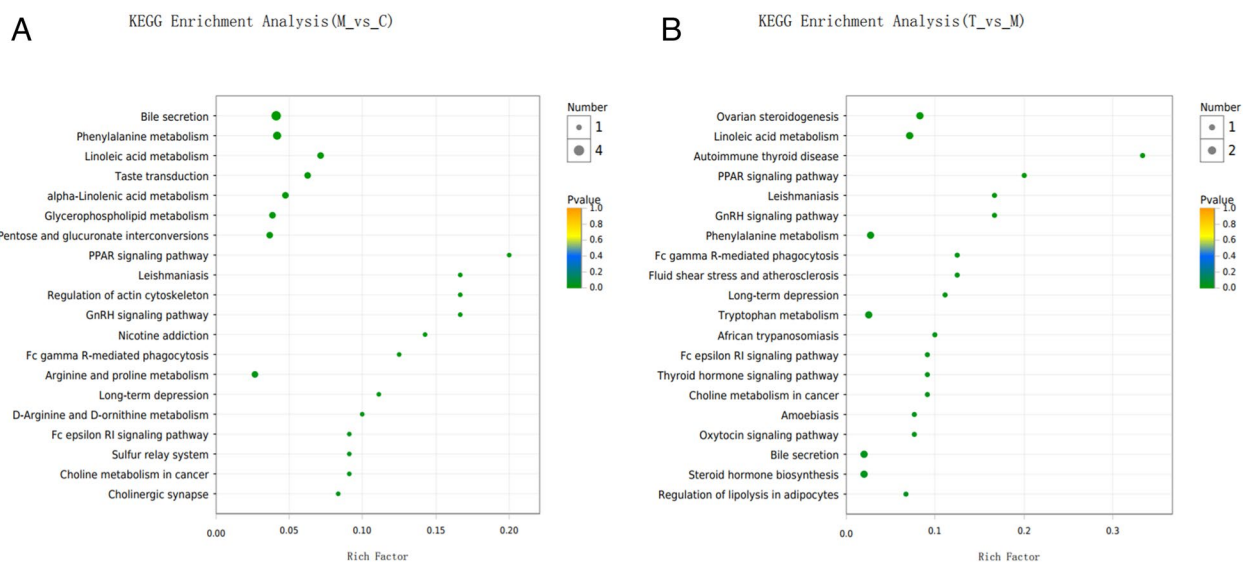 A
KEGG Enrichment Analysis(M_vs_C)
Bile secretion
Phenylalanine metabolism
Linoleic acid metabolism
Taste transduction
alpha-Linolenic acid metabolism
Glycerophospholipid metabolism
Pentose and glucuronate interconversions
PPAR signaling pathway
Leishmaniasis
Regulation of actin cytoskeleton
GnRH signaling pathway
Nicotine addiction
Fc gamma R-mediated phagocytosis
Arginine and proline metabolism
Long-term depression
D-Arginine and D-ornithine metabolism
Fc epsilon RI signaling pathway
Sulfur relay system
Choline metabolism in cancer
Cholinergic synapse
0.00 0.05 0.10 0.15 0.20
Rich Factor
Number
1
4
Pvalue
1.0
0.8
0.6
0.4
0.2
0.0
B
KEGG Enrichment Analysis(T_vs_M)
Ovarian steroidogenesis
Linoleic acid metabolism
Autoimmune thyroid disease
PPAR signaling pathway
Leishmaniasis
GnRH signaling pathway
Phenylalanine metabolism
Fc gamma R-mediated phagocytosis
Fluid shear stress and atherosclerosis
Long-term depression
Tryptophan metabolism
African trypanosomiasis
Fc epsilon RI signaling pathway
Thyroid hormone signaling pathway
Choline metabolism in cancer
Amoebiasis
Oxytocin signaling pathway
Bile secretion
Steroid hormone biosynthesis
Regulation of lipolysis in adipocytes
0.0 0.1 0.2 0.3
Rich Factor
Number
1
2
Pvalue
1.0
0.8
0.6
0.4
0.2
0.0